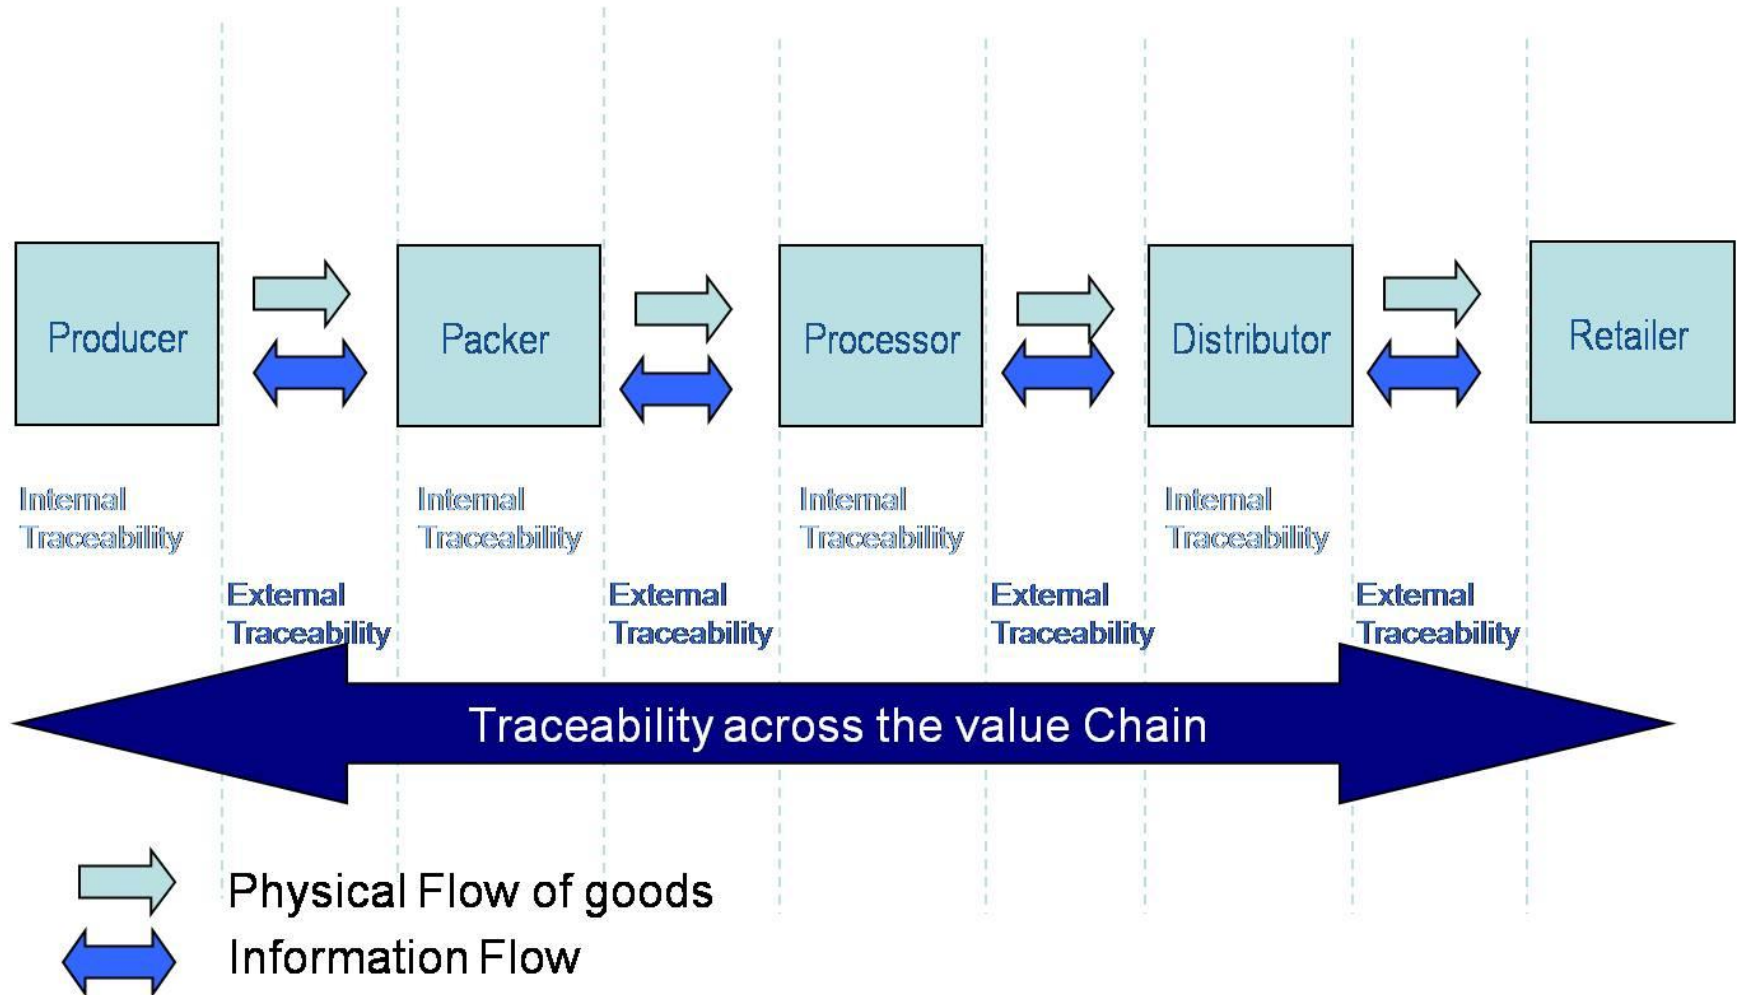 Producer
Packer
Processor
Distributor
Retailer
Internal
Traceability
Internal
Traceability
Internal
Traceability
Internal
Traceability
External
Traceability
External
Traceability
External
Traceability
External
Traceability
Traceability across the value Chain
Physical Flow of goods
Information Flow